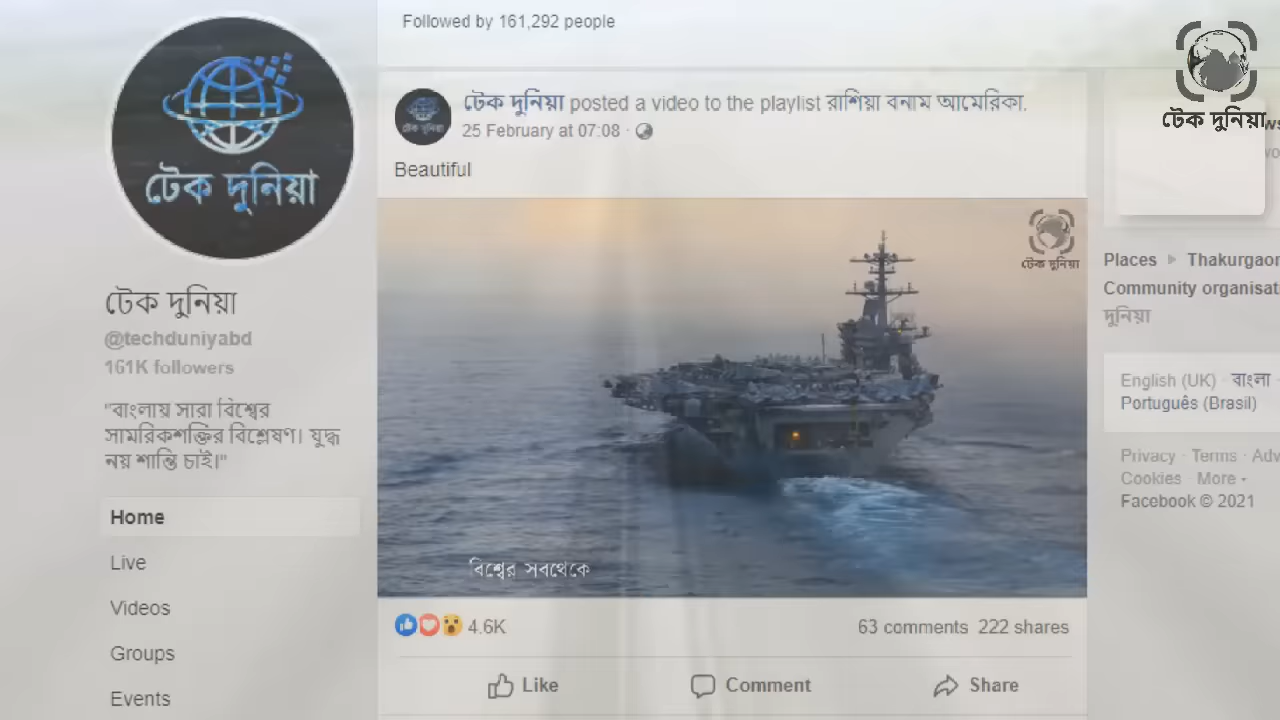 Followed by 161,292 people
টেক দুনিয়া
টেক দুনিয়া posted a video to the playlist রাশিয়া বনাম আমেরিকা.
25 February at 07:08
Beautiful
টেক দুনিয়া
টেক দুনিয়া
টেক দুনিয়া
@techduniyabd
161K followers
"বাংলায় সারা বিশ্বের
সামরিকশক্তির বিশ্লেষণ। যুদ্ধ
নয় শান্তি চাই।"
Home
Live
Videos
Groups
Events
বিশ্বের সবথেকে
4.6K
63 comments 222 shares
Like Comment Share
Places Thakurgaon
Community organisat
দুনিয়া
English (UK) · বাংলা ·
Português (Brasil)
Privacy · Terms · Adv
Cookies · More
Facebook © 2021